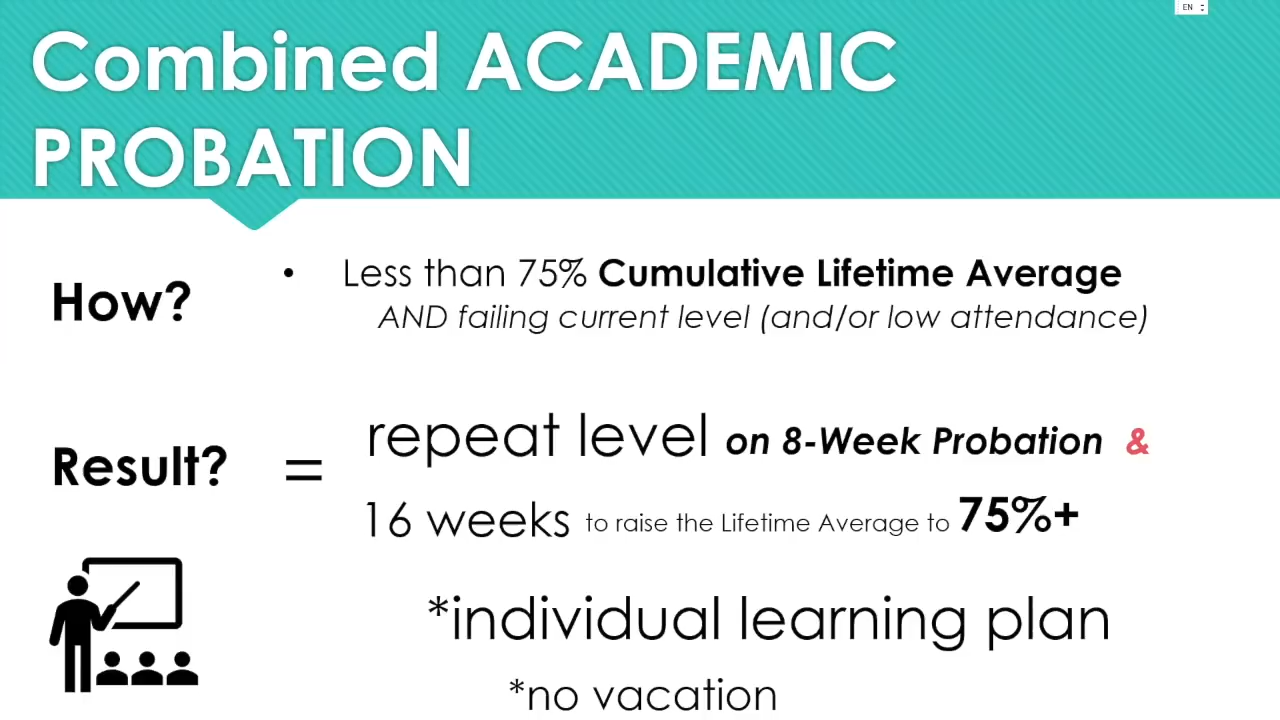 EN
Combined ACADEMIC
PROBATION
How?
• Less than 75% Cumulative Lifetime Average
AND failing current level (and/or low attendance)
Result? = repeat level on 8-Week Probation &
16 weeks to raise the Lifetime Average to 75%+
*individual learning plan
*no vacation